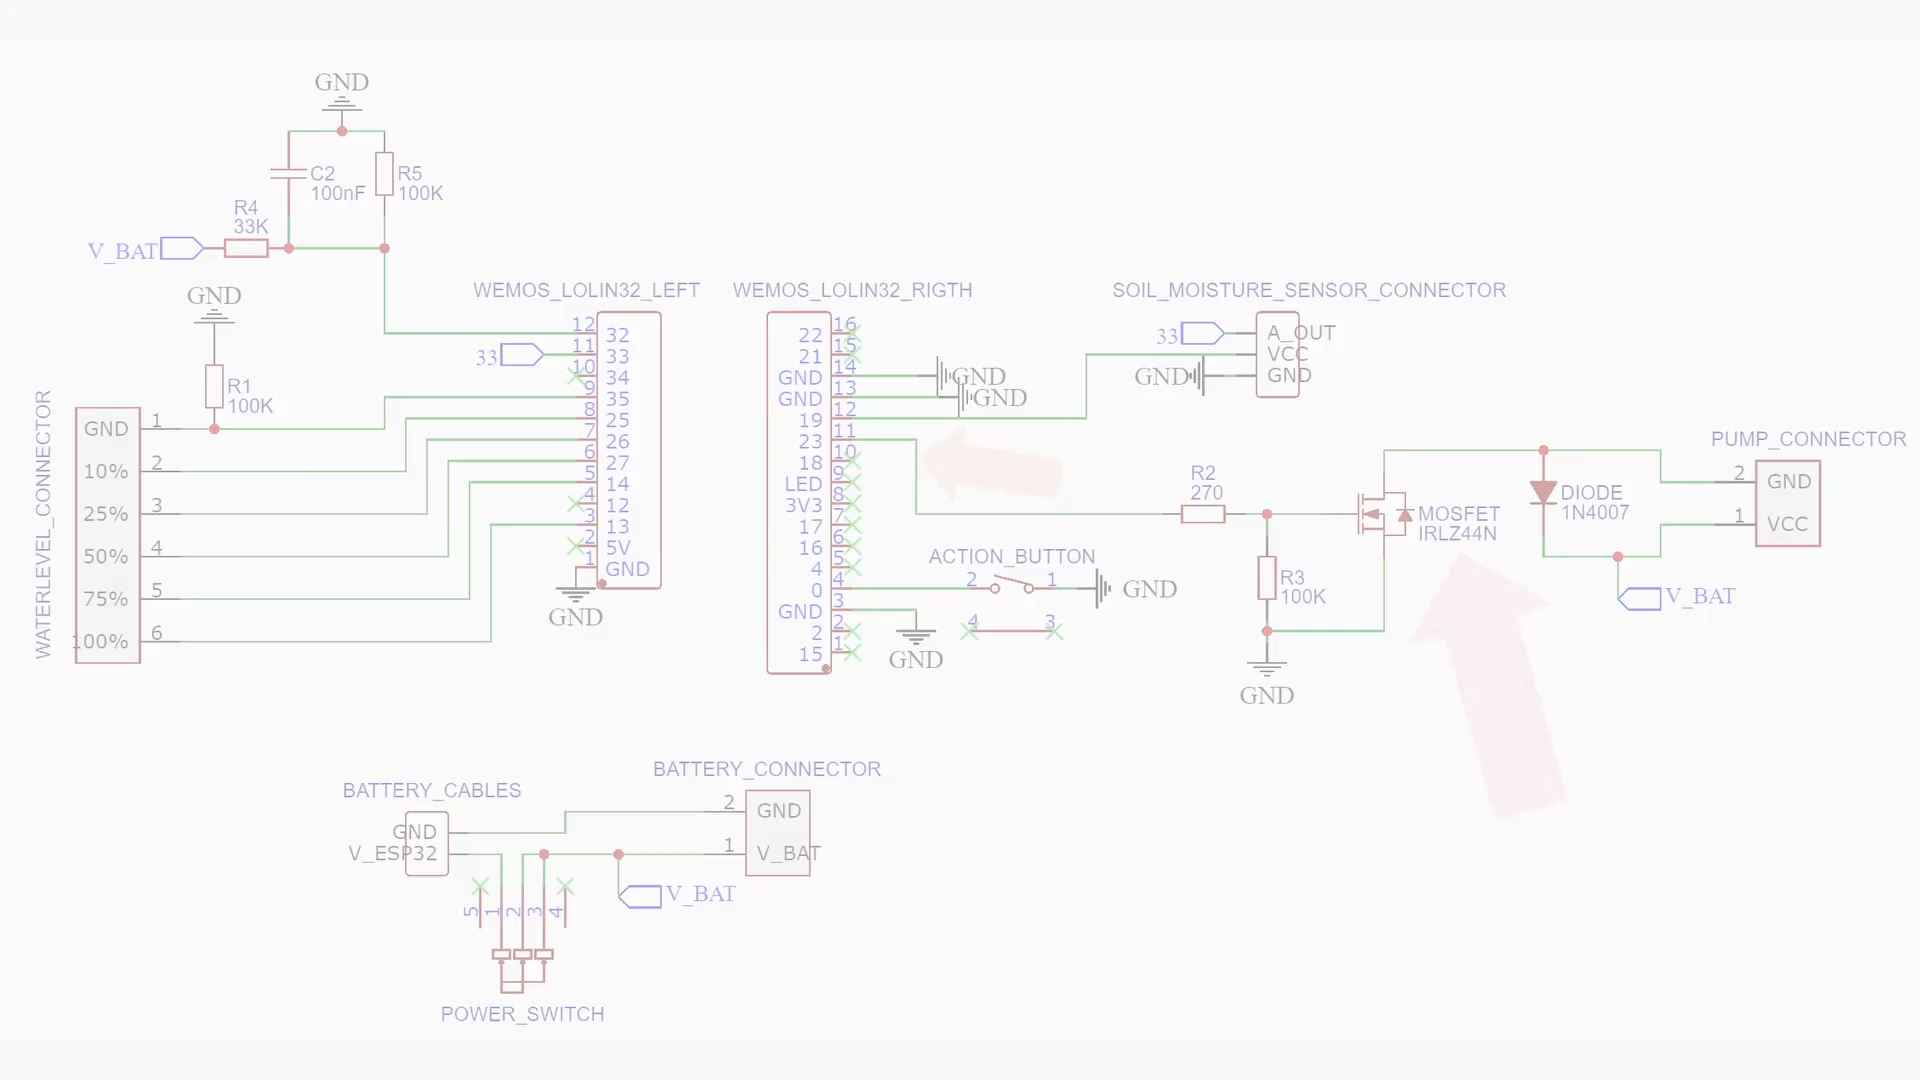 GND
C2
100nF
R5
100K
R4
33K
V_BAT
GND
R1
100K
WATERLEVEL_CONNECTOR
GND 1
10% 2
25% 3
50% 4
75% 5
100% 6
WEMOS_LOLIN32_LEFT
12 32
33 11 33
10 34
9 35
8 25
7 26
6 27
5 14
4 12
3 13
2 5V
1 GND
GND
WEMOS_LOLIN32_RIGTH
22 16
21 15
GND 14 GND
GND 13 GND
19 12
23 11
18 10
LED 9
3V3 8
17 7
16 6
4 5
0 4
GND 3
2 2
15 1
GND
ACTION_BUTTON
2 1 GND
4 3
SOIL_MOISTURE_SENSOR_CONNECTOR
33 A_OUT
VCC
GND GND
R2
270
R3
100K
GND
MOSFET
IRLZ44N
DIODE
1N4007
PUMP_CONNECTOR
2 GND
1 VCC
V_BAT
BATTERY_CABLES
GND
V_ESP32
BATTERY_CONNECTOR
2 GND
1 V_BAT
V_BAT
5 1 2 3 4
POWER_SWITCH